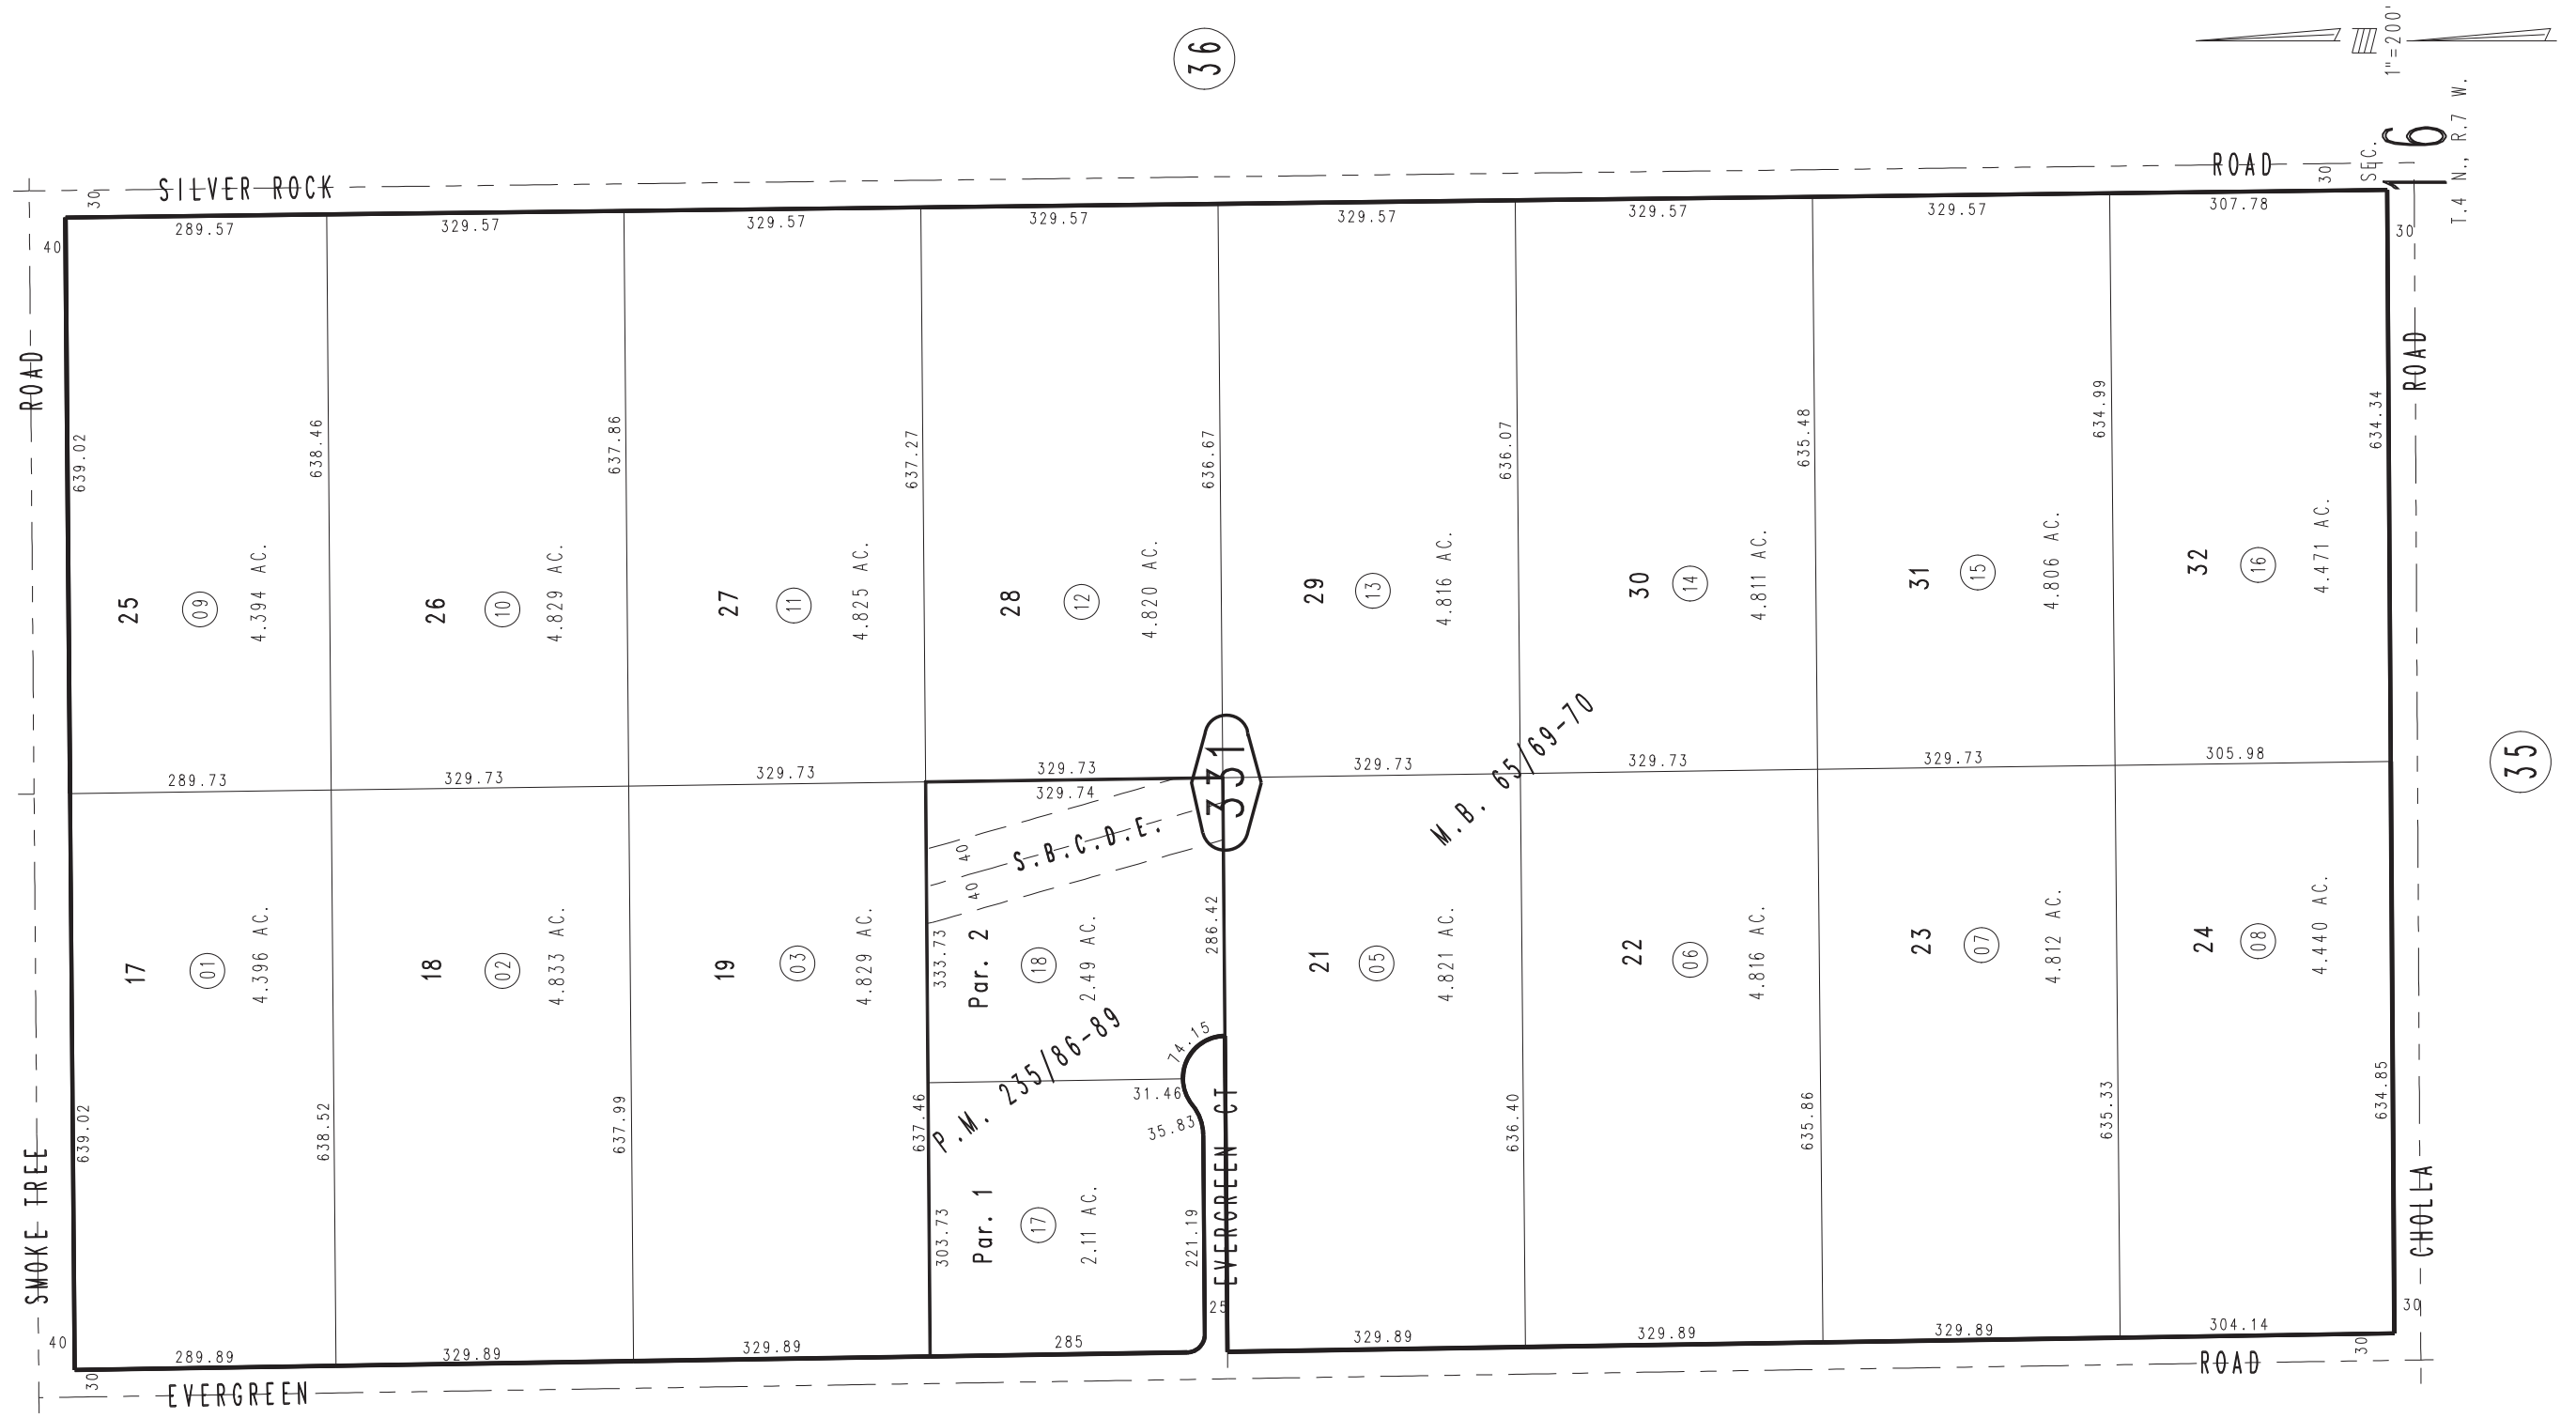 36
1"=200'
SEC.
16
T.4 N., R.7 W.
SILVER ROCK
ROAD
30
30
40
30
289.57
329.57
329.57
329.57
329.57
329.57
329.57
307.78
ROAD
ROAD
639.02
638.46
637.86
637.27
636.67
636.07
635.48
634.99
634.34
25
09
4.394 AC.
26
10
4.829 AC.
27
11
4.825 AC.
28
12
4.820 AC.
29
13
4.816 AC.
30
14
4.811 AC.
31
15
4.806 AC.
32
16
4.471 AC.
35
331
M.B. 65/69-70
289.73
329.73
329.73
329.73
329.73
329.73
329.73
305.98
329.74
S.B.C.D.E.
40
40
17
01
4.396 AC.
18
02
4.833 AC.
19
03
4.829 AC.
333.73
Par. 2
18
2.49 AC.
286.42
21
05
4.821 AC.
22
06
4.816 AC.
23
07
4.812 AC.
24
08
4.440 AC.
P.M. 235/86-89
74.15
31.46
35.83
639.02
638.52
637.99
637.46
636.40
635.86
635.33
634.85
303.73
Par. 1
17
2.11 AC.
221.19
EVERGREEN CT
25
SMOKE TREE
CHOLLA
40
30
289.89
329.89
329.89
285
329.89
329.89
329.89
304.14
30
30
EVERGREEN
ROAD